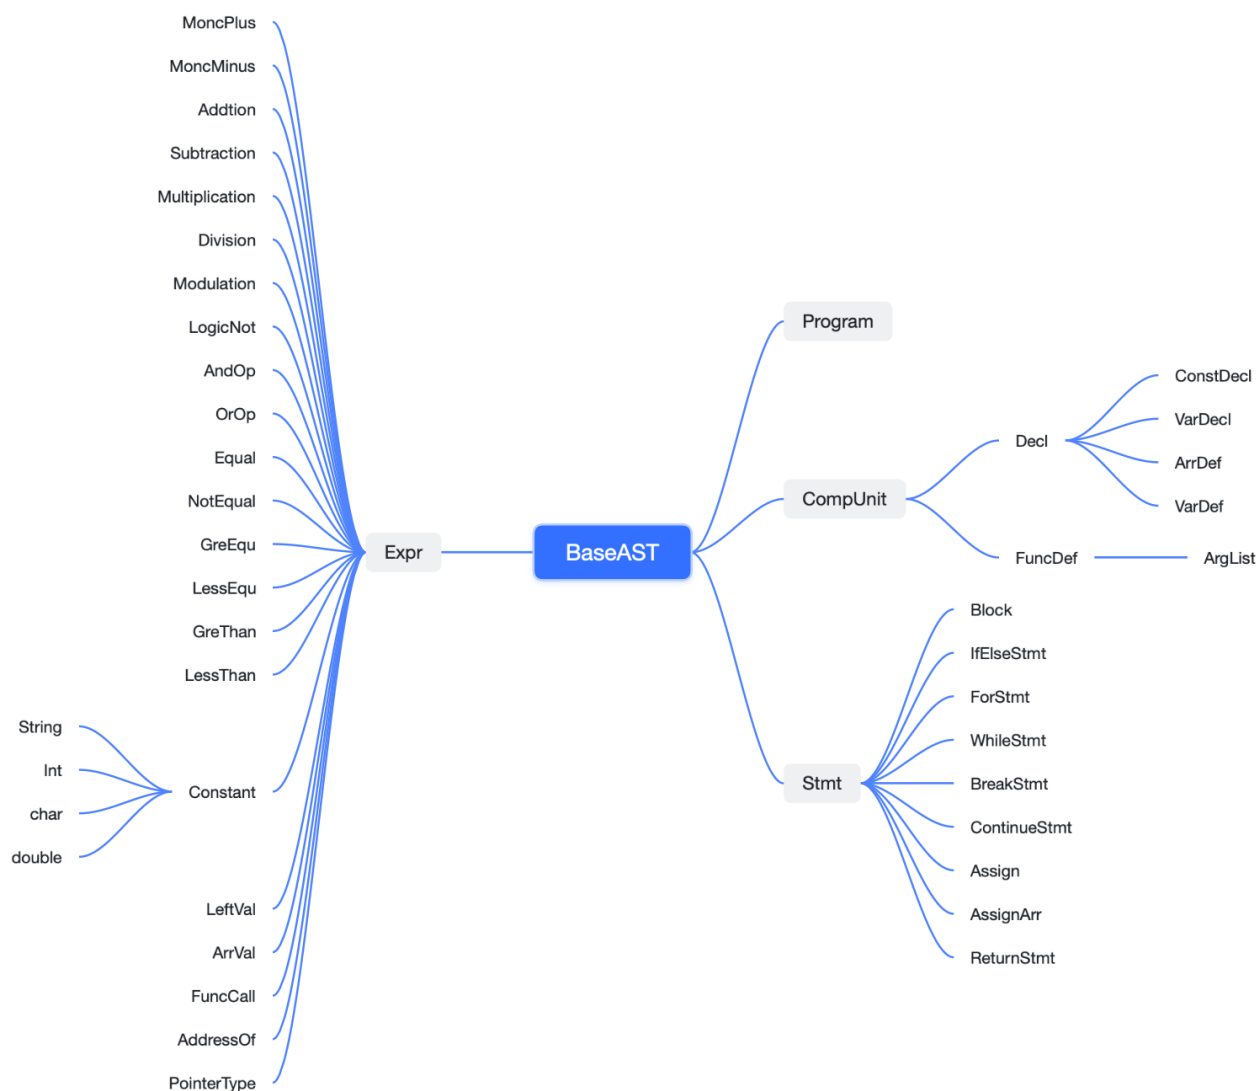 MoncPlus
MoncMinus
Addtion
Subtraction
Multiplication
Division
Modulation
LogicNot
AndOp
OrOp
Equal
NotEqual
GreEqu
LessEqu
GreThan
LessThan
String
Int
char
double
Constant
LeftVal
ArrVal
FuncCall
AddressOf
PointerType
Expr
BaseAST
Program
CompUnit
Decl
ConstDecl
VarDecl
ArrDef
VarDef
FuncDef
ArgList
Stmt
Block
IfElseStmt
ForStmt
WhileStmt
BreakStmt
ContinueStmt
Assign
AssignArr
ReturnStmt